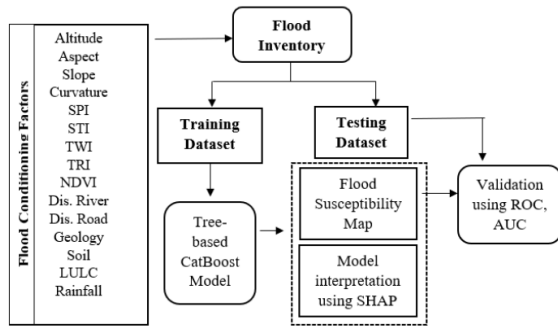 Flood Conditioning Factors
Altitude
Aspect
Slope
Curvature
SPI
STI
TWI
TRI
NDVI
Dis. River
Dis. Road
Geology
Soil
LULC
Rainfall
Flood
Inventory
Training
Dataset
Testing
Dataset
Tree-
based
CatBoost
Model
Flood
Susceptibility
Map
Model
interpretation
using SHAP
Validation
using ROC,
AUC